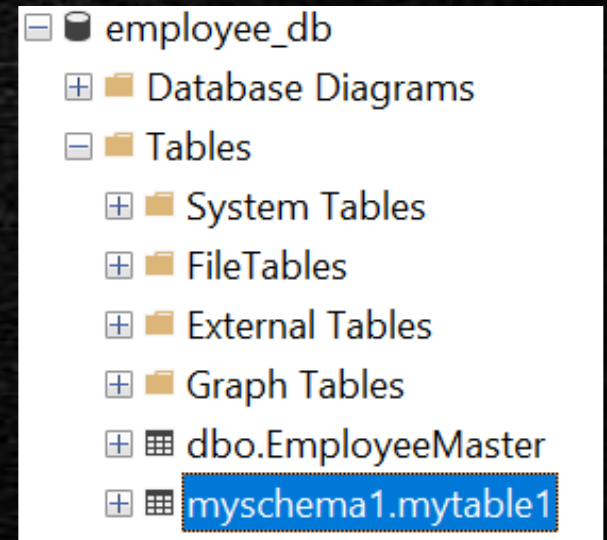 employee_db
Database Diagrams
Tables
System Tables
FileTables
External Tables
Graph Tables
dbo.EmployeeMaster
myschema1.mytable1